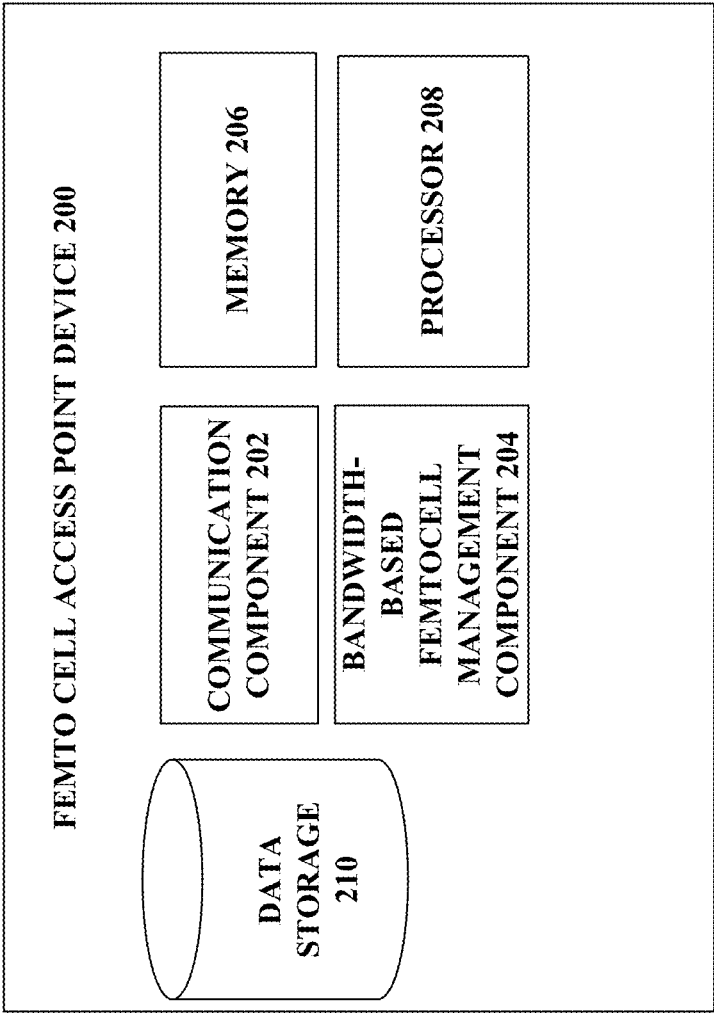 FEMTO CELL ACCESS POINT DEVICE 200
DATA
STORAGE
210
COMMUNICATION
COMPONENT 202
MEMORY 206
BANDWIDTH-
BASED
FEMTOCELL
MANAGEMENT
COMPONENT 204
PROCESSOR 208